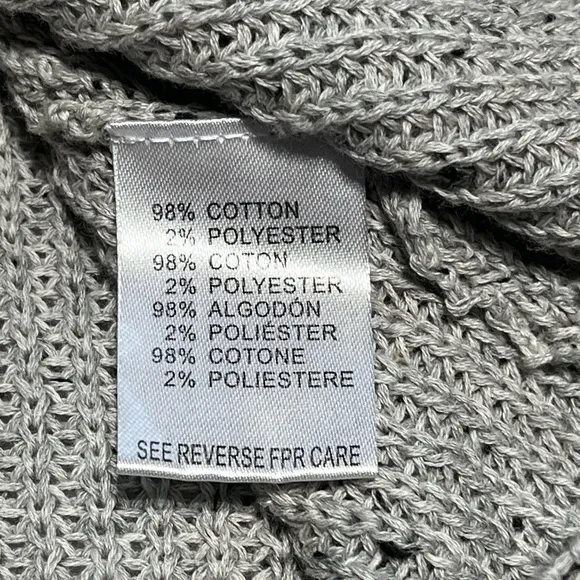 98% COTTON
2% POLYESTER
98% COTON
2% POLYESTER
98% ALGODÓN
2% POLIÉSTER
98% COTONE
2% POLIESTERE
SEE REVERSE FPR CARE